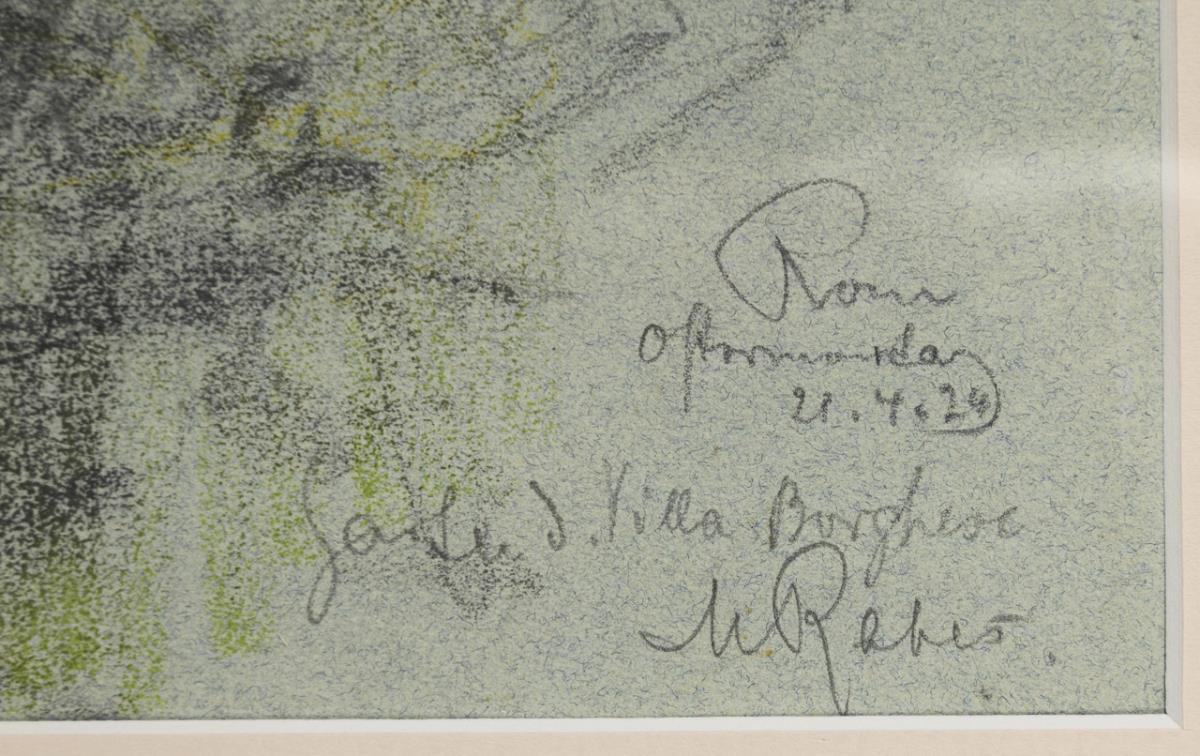 Rom
Ostermontag
21.4.24
Garten d. Villa Borghese
M Rabes.